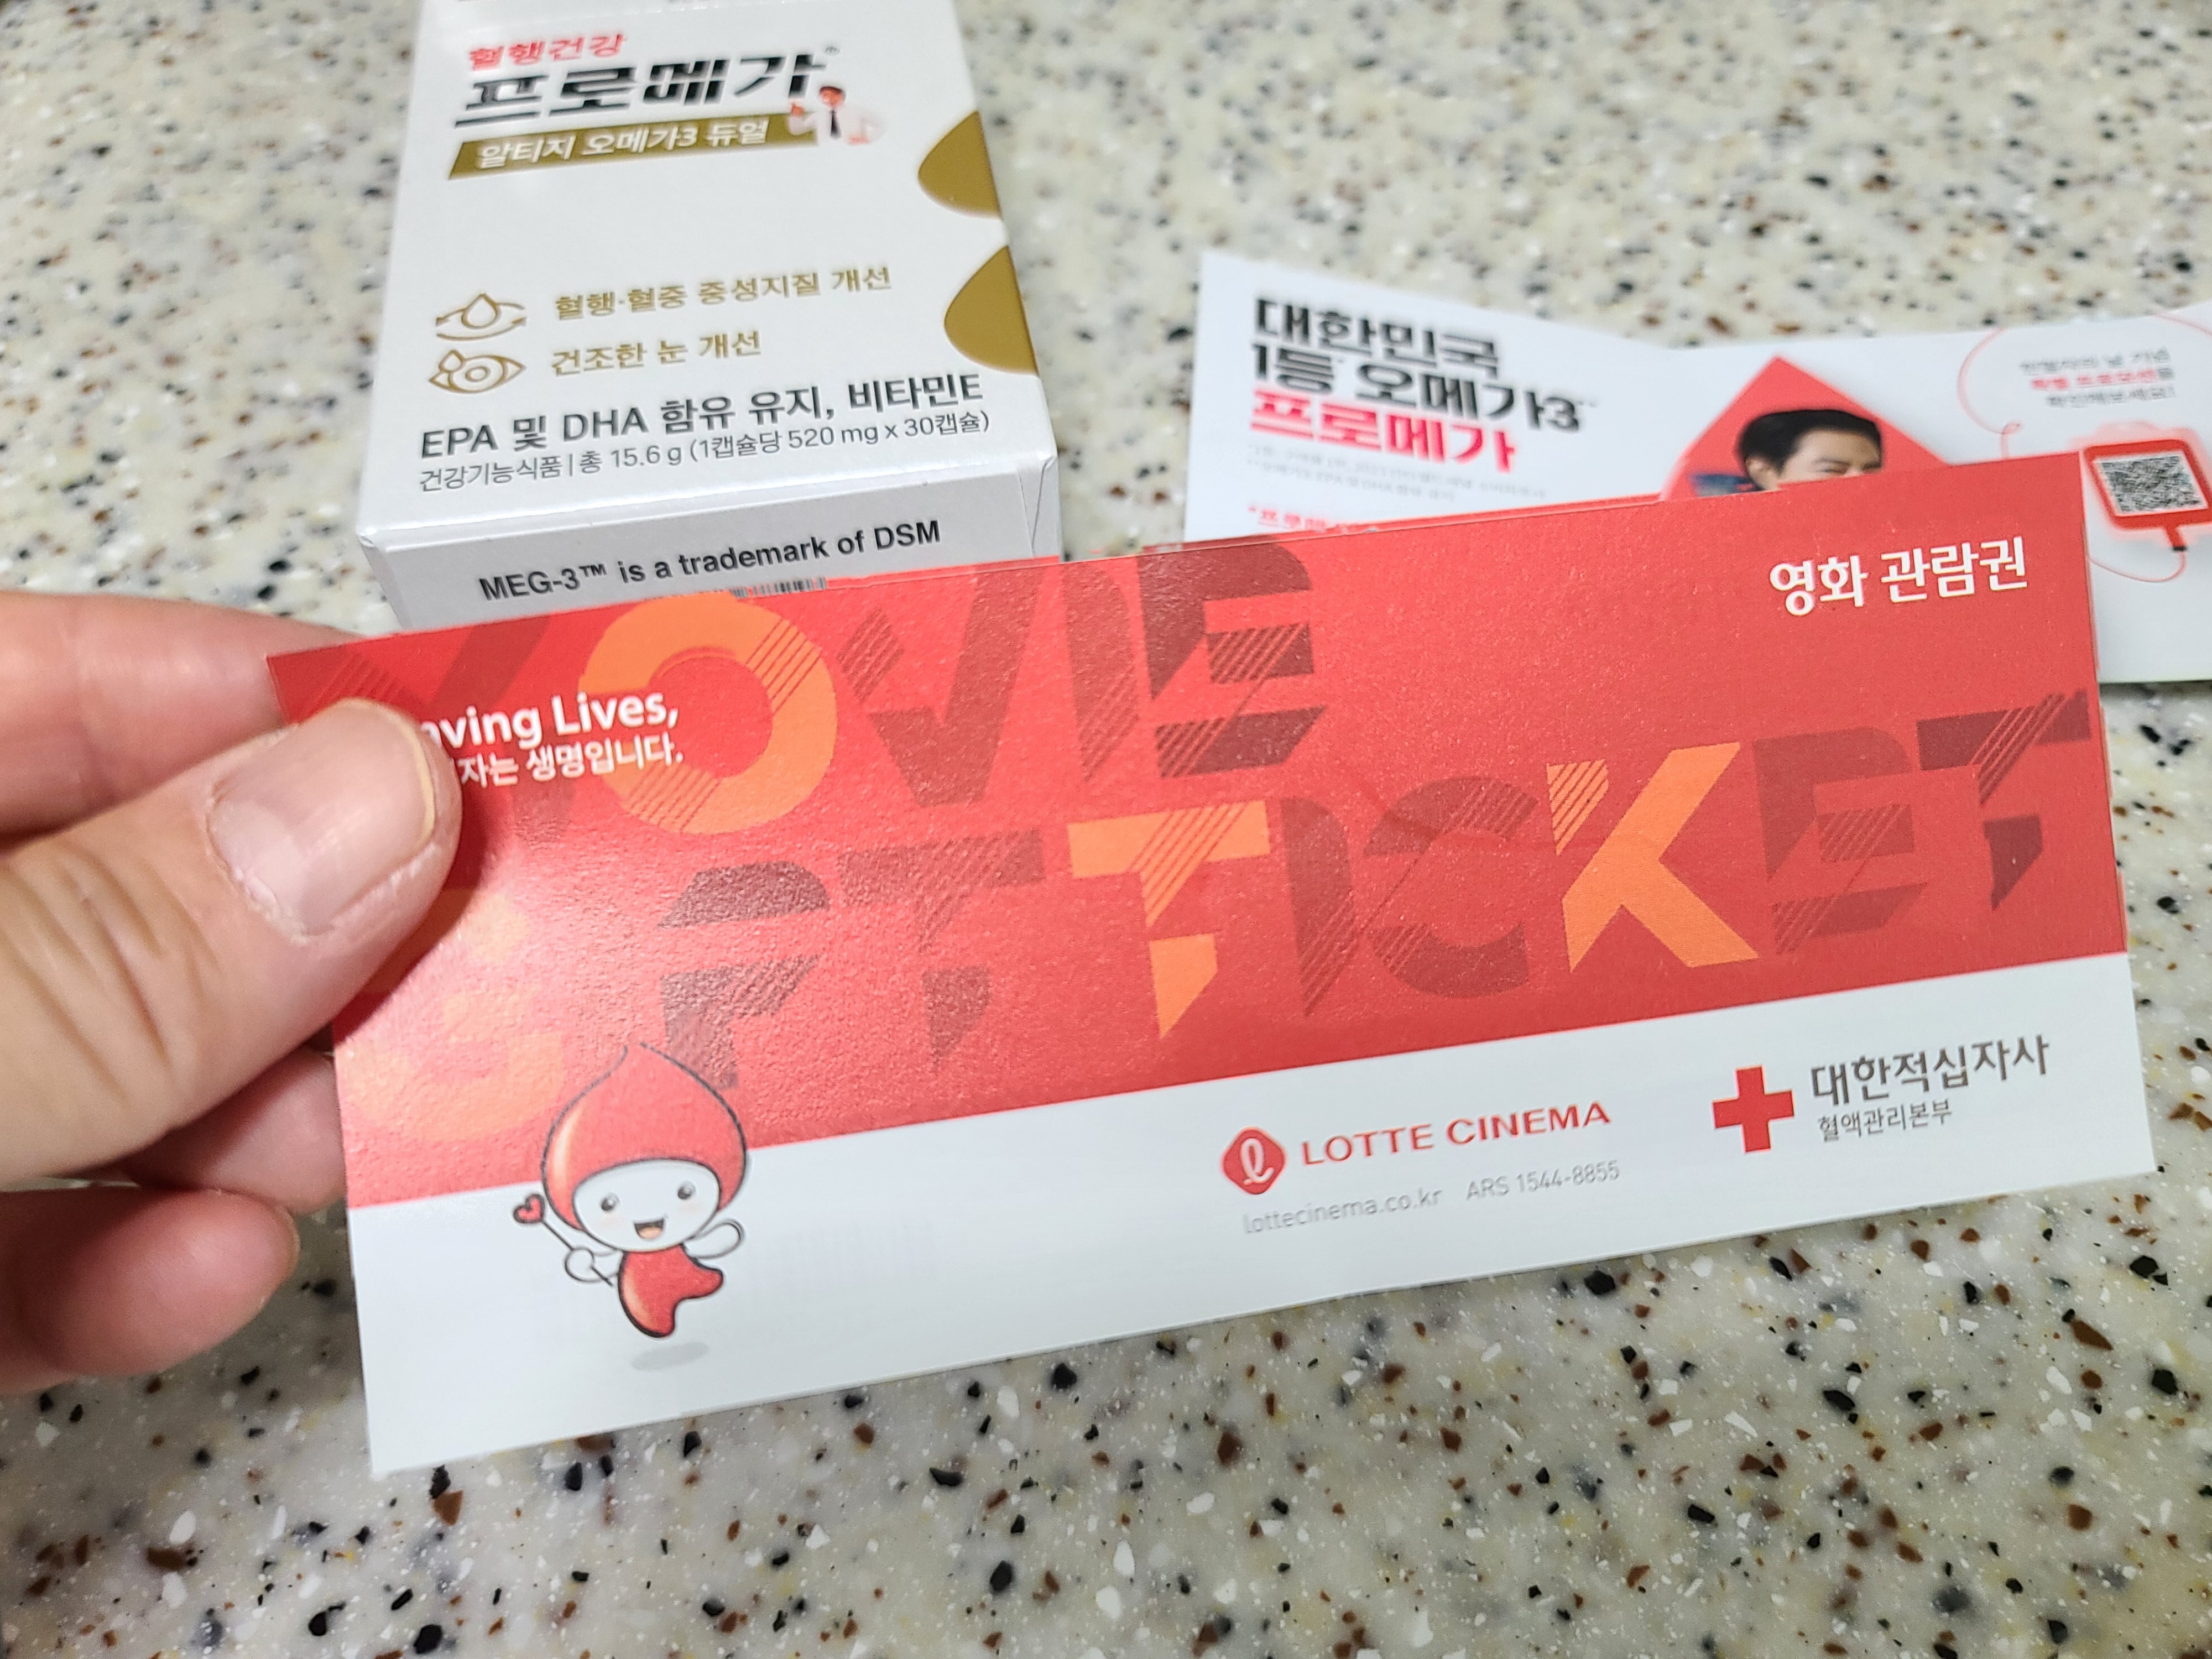 혈행건강
프로메가
알티지 오메가3 듀얼
혈행·혈중 중성지질 개선
건조한 눈 개선
EPA 및 DHA 함유 유지, 비타민E
건강기능식품 | 총 15.6 g (1캡슐당 520 mg x 30캡슐)
MEG-3™ is a trademark of DSM
대한민국
1등 오메가3
프로메가
영화 관람권
Lives,
생명입니다.
MOVIE
GIFT TICKET
LOTTE CINEMA
lottecinema.co.kr ARS 1544-8855
대한적십자사
혈액관리본부